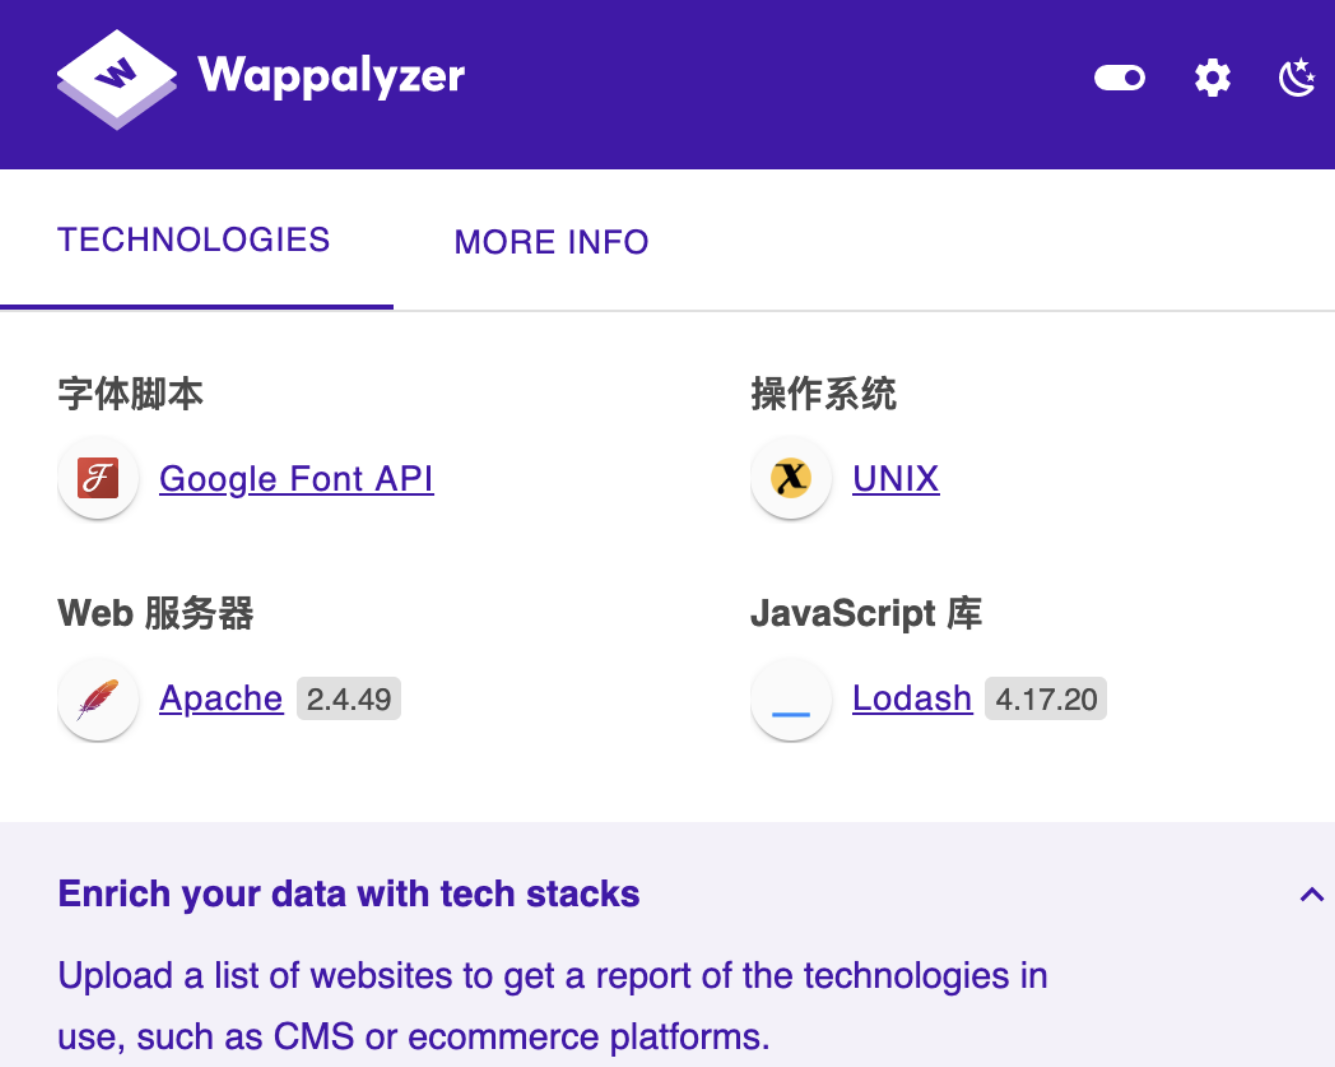 Wappalyzer
TECHNOLOGIES
MORE INFO
字体脚本
Google Font API
操作系统
UNIX
Web 服务器
Apache 2.4.49
JavaScript 库
Lodash 4.17.20
Enrich your data with tech stacks
Upload a list of websites to get a report of the technologies in
use, such as CMS or ecommerce platforms.